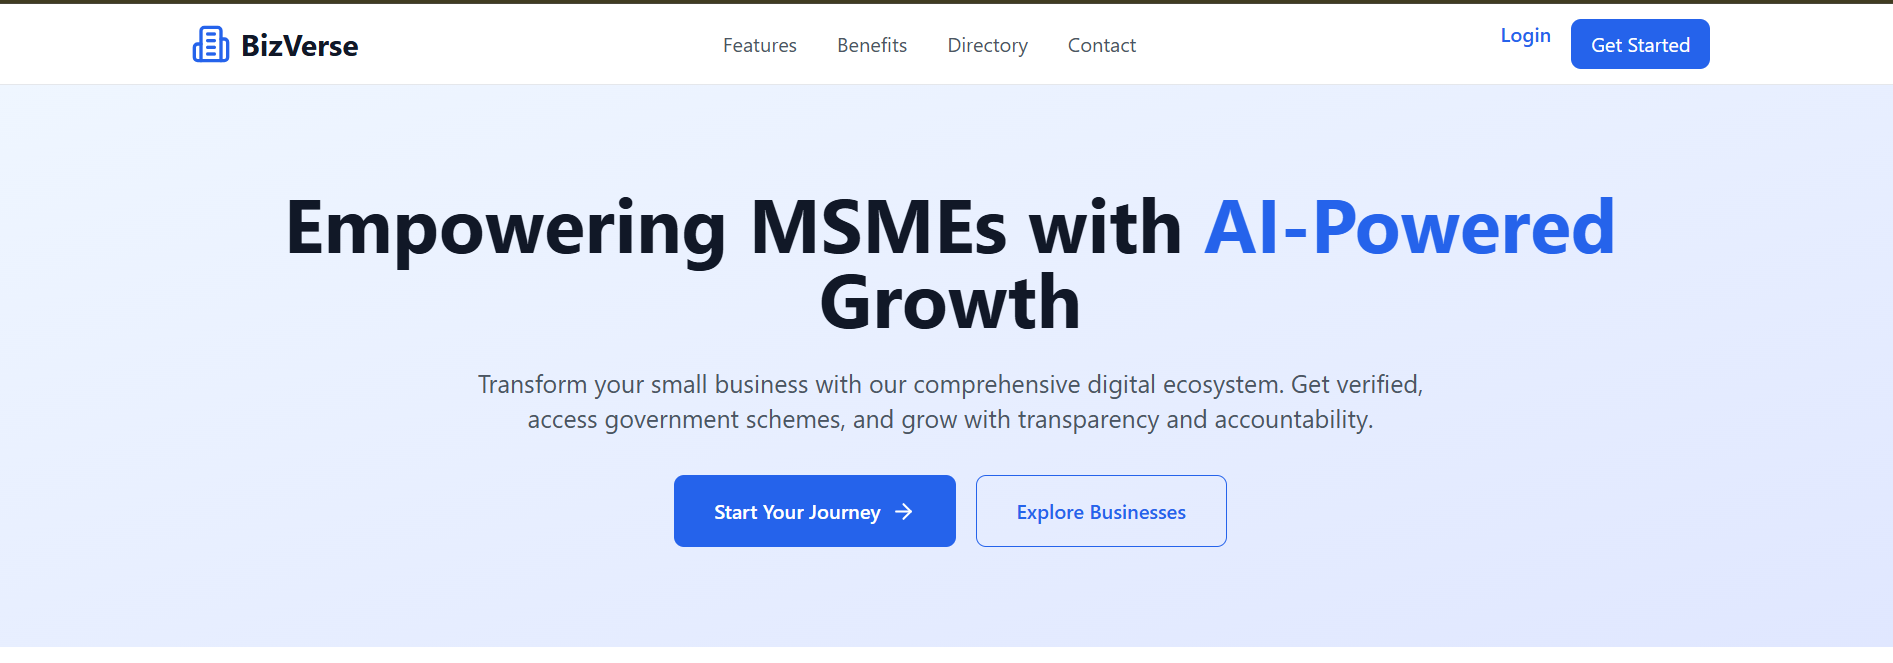 BizVerse
Features
Benefits
Directory
Contact
Login
Get Started
Empowering MSMEs with AI-Powered
Growth
Transform your small business with our comprehensive digital ecosystem. Get verified,
access government schemes, and grow with transparency and accountability.
Start Your Journey →
Explore Businesses